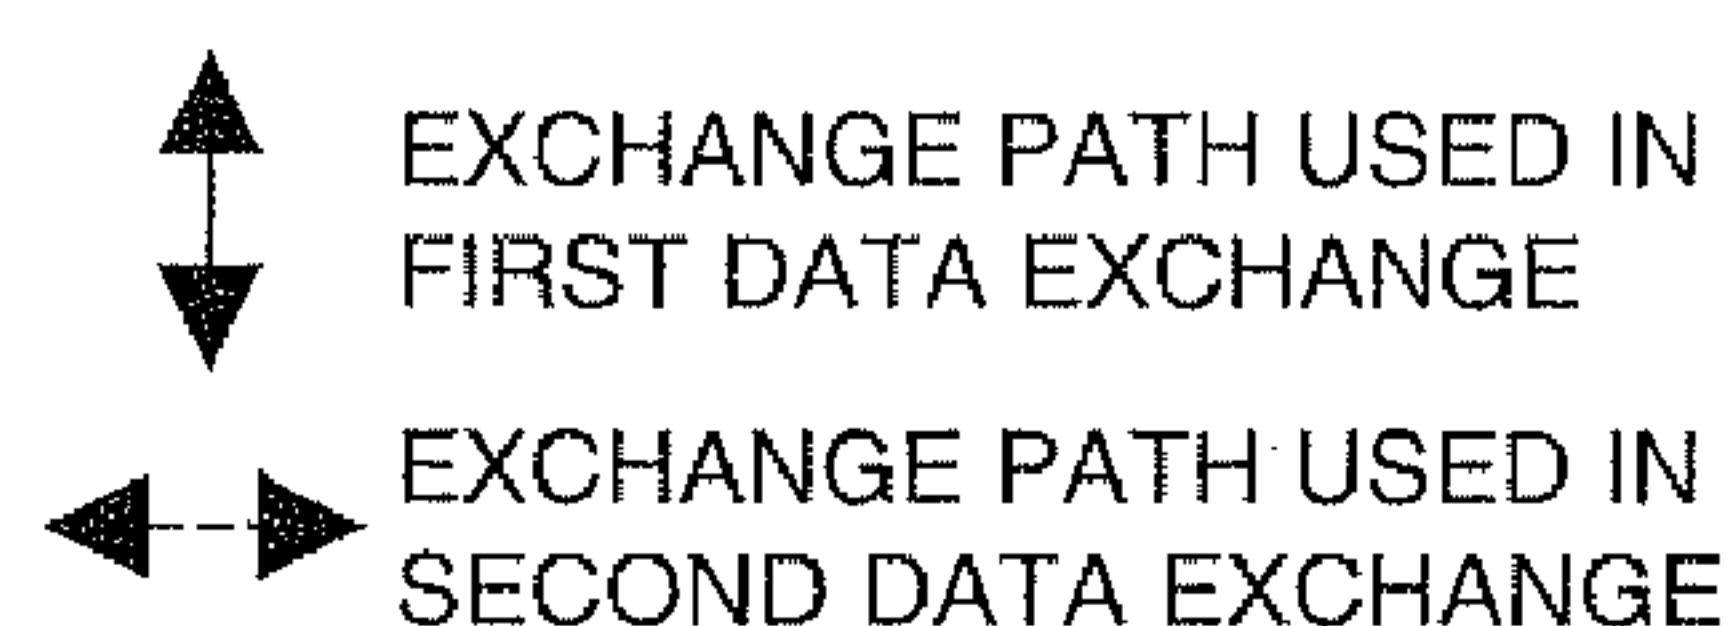 EXCHANGE PATH USED IN
FIRST DATA EXCHANGE
EXCHANGE PATH USED IN
SECOND DATA EXCHANGE